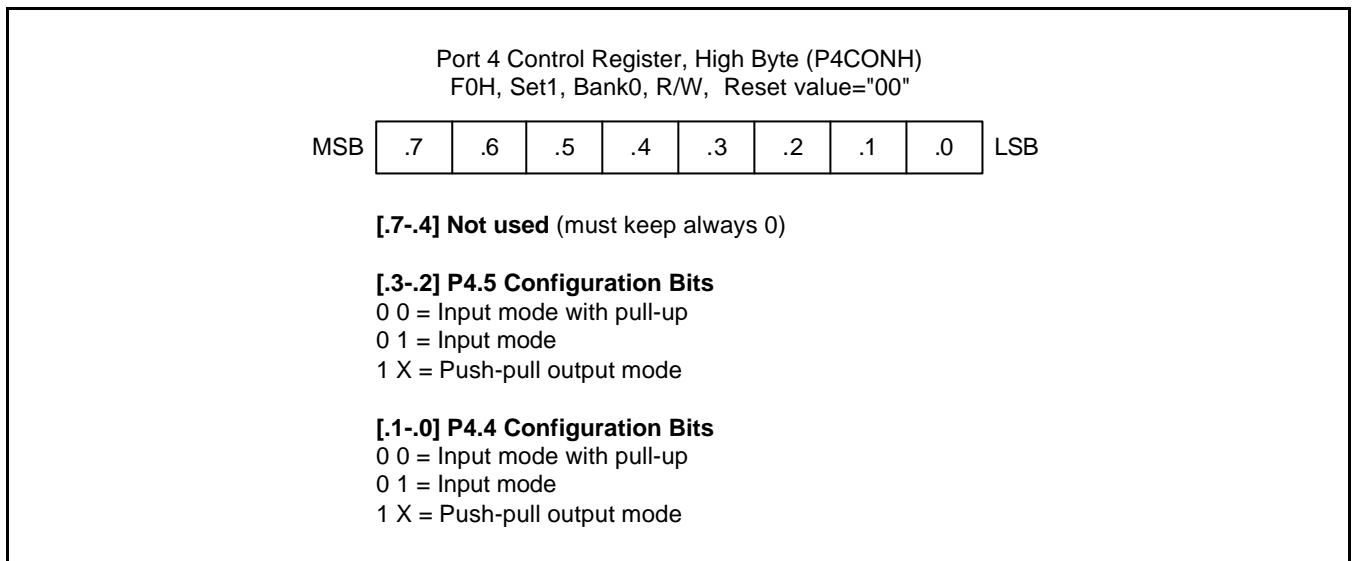 Port 4 Control Register, High Byte (P4CONH)
F0H, Set1, Bank0, R/W, Reset value="00"
MSB .7 .6 .5 .4 .3 .2 .1 .0 LSB
[.7-.4] Not used (must keep always 0)
[.3-.2] P4.5 Configuration Bits
0 0 = Input mode with pull-up
0 1 = Input mode
1 X = Push-pull output mode
[.1-.0] P4.4 Configuration Bits
0 0 = Input mode with pull-up
0 1 = Input mode
1 X = Push-pull output mode